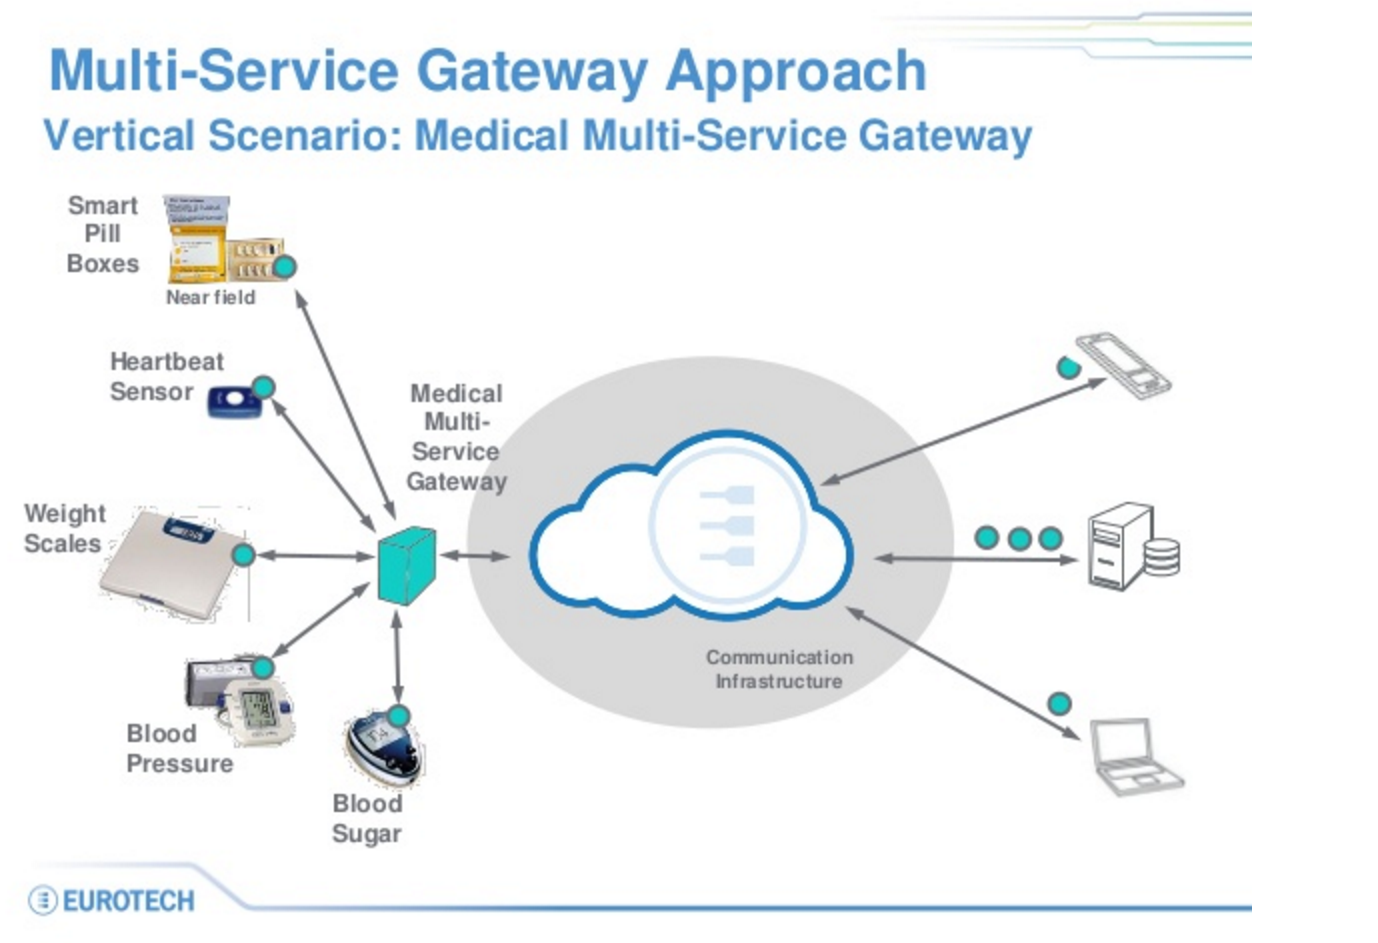 Multi-Service Gateway Approach
Vertical Scenario: Medical Multi-Service Gateway
Smart
Pill
Boxes
Near field
Heartbeat
Sensor
Medical
Multi-
Service
Gateway
Weight
Scales
Blood
Pressure
Blood
Sugar
Communication
Infrastructure
EUROTECH